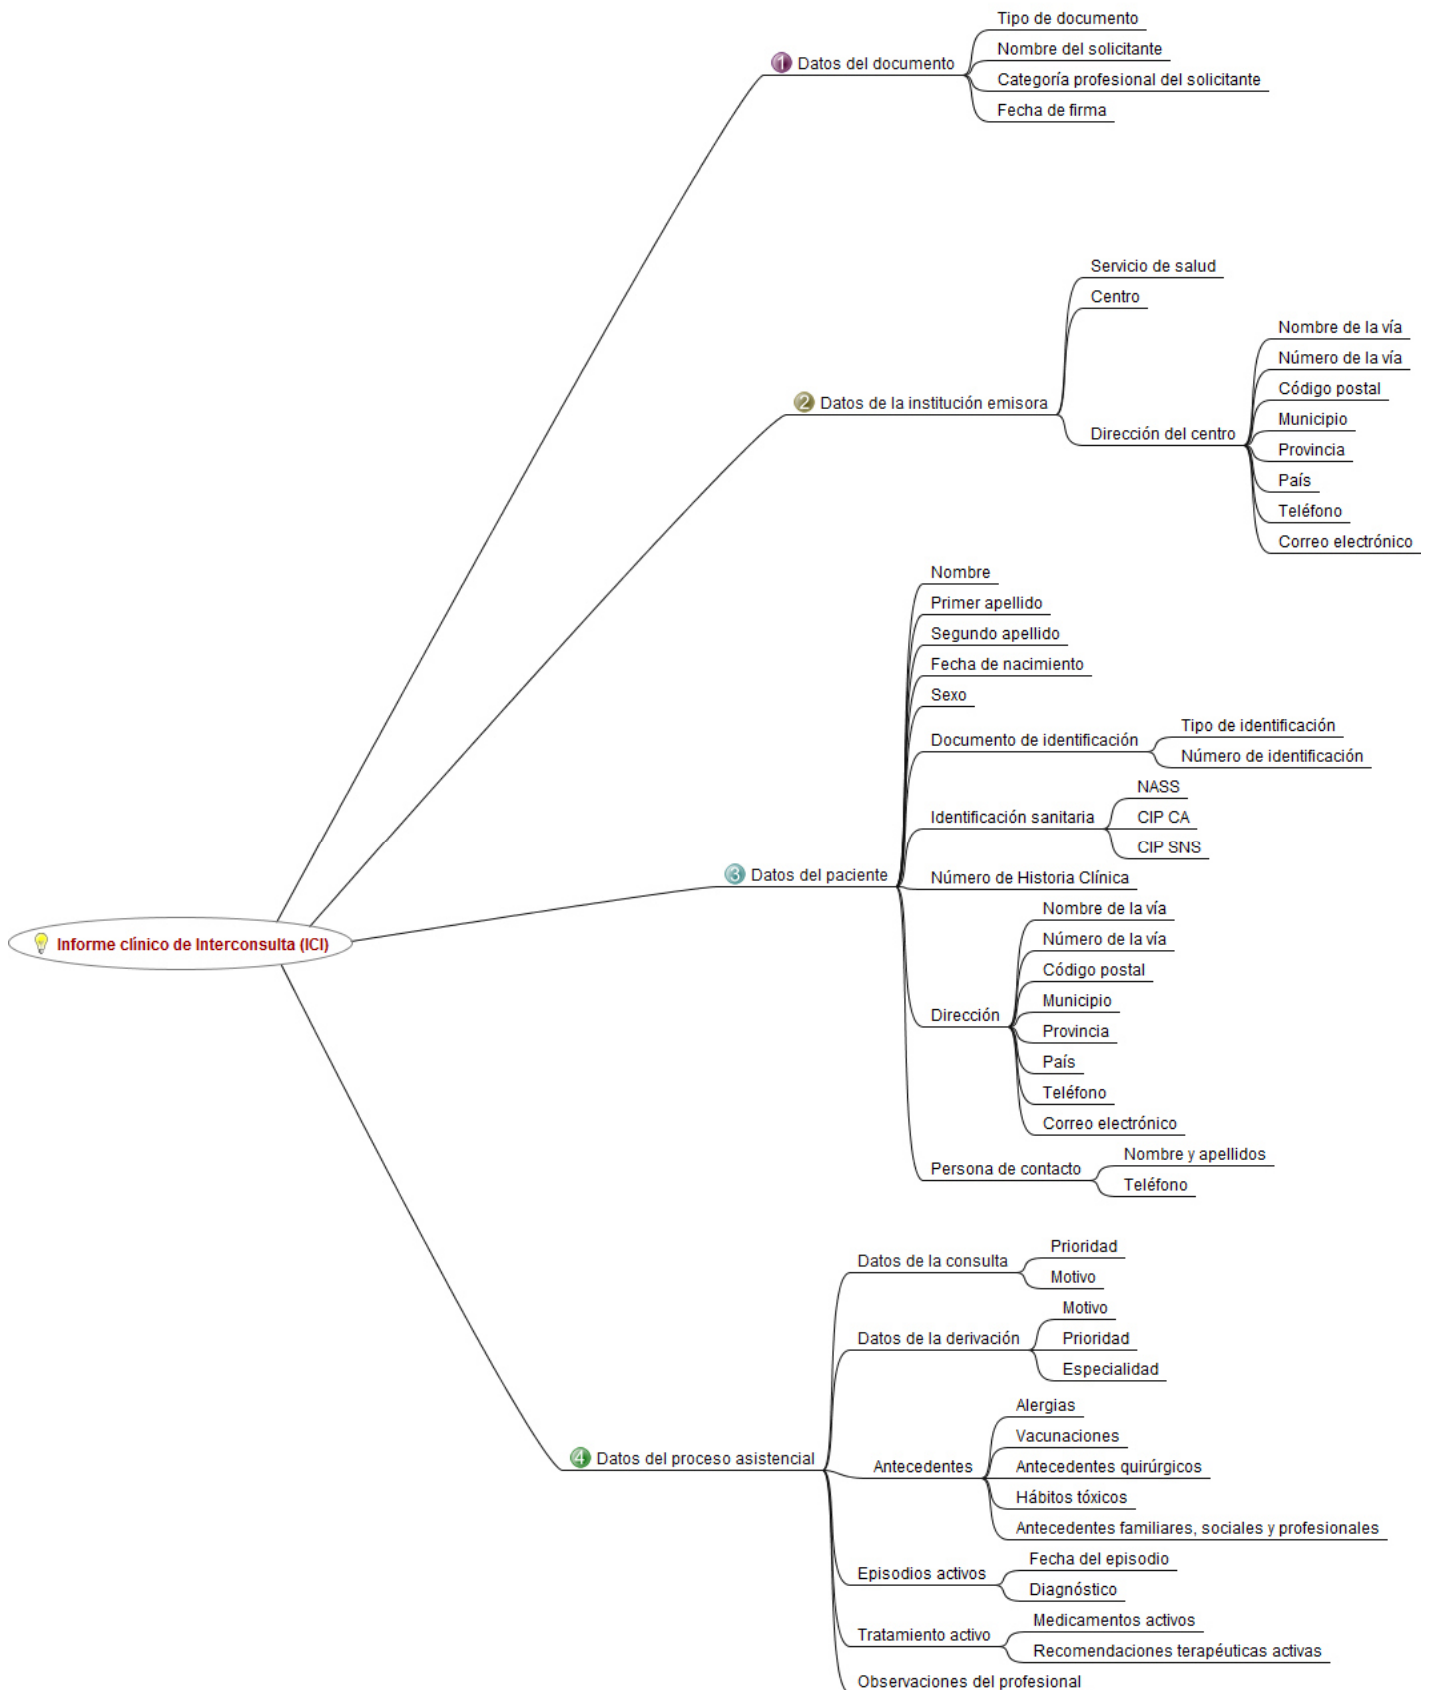 Informe clínico de Interconsulta (ICI)
1 Datos del documento
Tipo de documento
Nombre del solicitante
Categoría profesional del solicitante
Fecha de firma
2 Datos de la institución emisora
Servicio de salud
Centro
Dirección del centro
Nombre de la vía
Número de la vía
Código postal
Municipio
Provincia
País
Teléfono
Correo electrónico
3 Datos del paciente
Nombre
Primer apellido
Segundo apellido
Fecha de nacimiento
Sexo
Documento de identificación
Tipo de identificación
Número de identificación
Identificación sanitaria
NASS
CIP CA
CIP SNS
Número de Historia Clínica
Dirección
Nombre de la vía
Número de la vía
Código postal
Municipio
Provincia
País
Teléfono
Correo electrónico
Persona de contacto
Nombre y apellidos
Teléfono
4 Datos del proceso asistencial
Datos de la consulta
Prioridad
Motivo
Datos de la derivación
Motivo
Prioridad
Especialidad
Antecedentes
Alergias
Vacunaciones
Antecedentes quirúrgicos
Hábitos tóxicos
Antecedentes familiares, sociales y profesionales
Episodios activos
Fecha del episodio
Diagnóstico
Tratamiento activo
Medicamentos activos
Recomendaciones terapéuticas activas
Observaciones del profesional